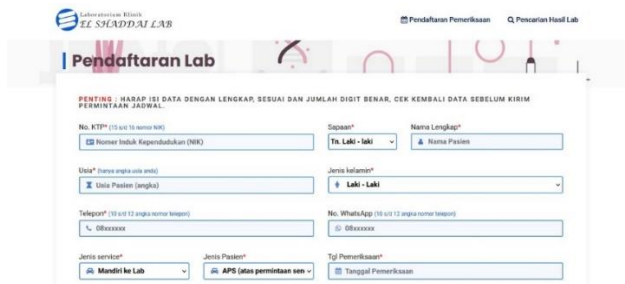 Laboratorium Klinik
EL SHADDAI LAB
Pendaftaran Pemeriksaan
Pencarian Hasil Lab
Pendaftaran Lab
PENTING : HARAP ISI DATA DENGAN LENGKAP, SESUAI DAN JUMLAH DIGIT BENAR, CEK KEMBALI DATA SEBELUM KIRIM
PERMINTAAN JADWAL.
No. KTP* (15 s/d 16 nomor NIK)
Sapaan*
Nama Lengkap*
Nomor Induk Kependudukan (NIK)
Tn. Laki - laki
Nama Pasien
Usia* (hanya angka usia anda)
Jenis kelamin*
Usia Pasien (angka)
Laki - Laki
Telepon* (10 s/d 12 angka nomor telepon)
No. WhatsApp (10 s/d 12 angka nomor telepon)
08xxxxxx
08xxxxxx
Jenis service*
Jenis Pasien*
Tgl Pemeriksaan*
Mandiri ke Lab
APS (atas permintaan sen
Tanggal Pemeriksaan